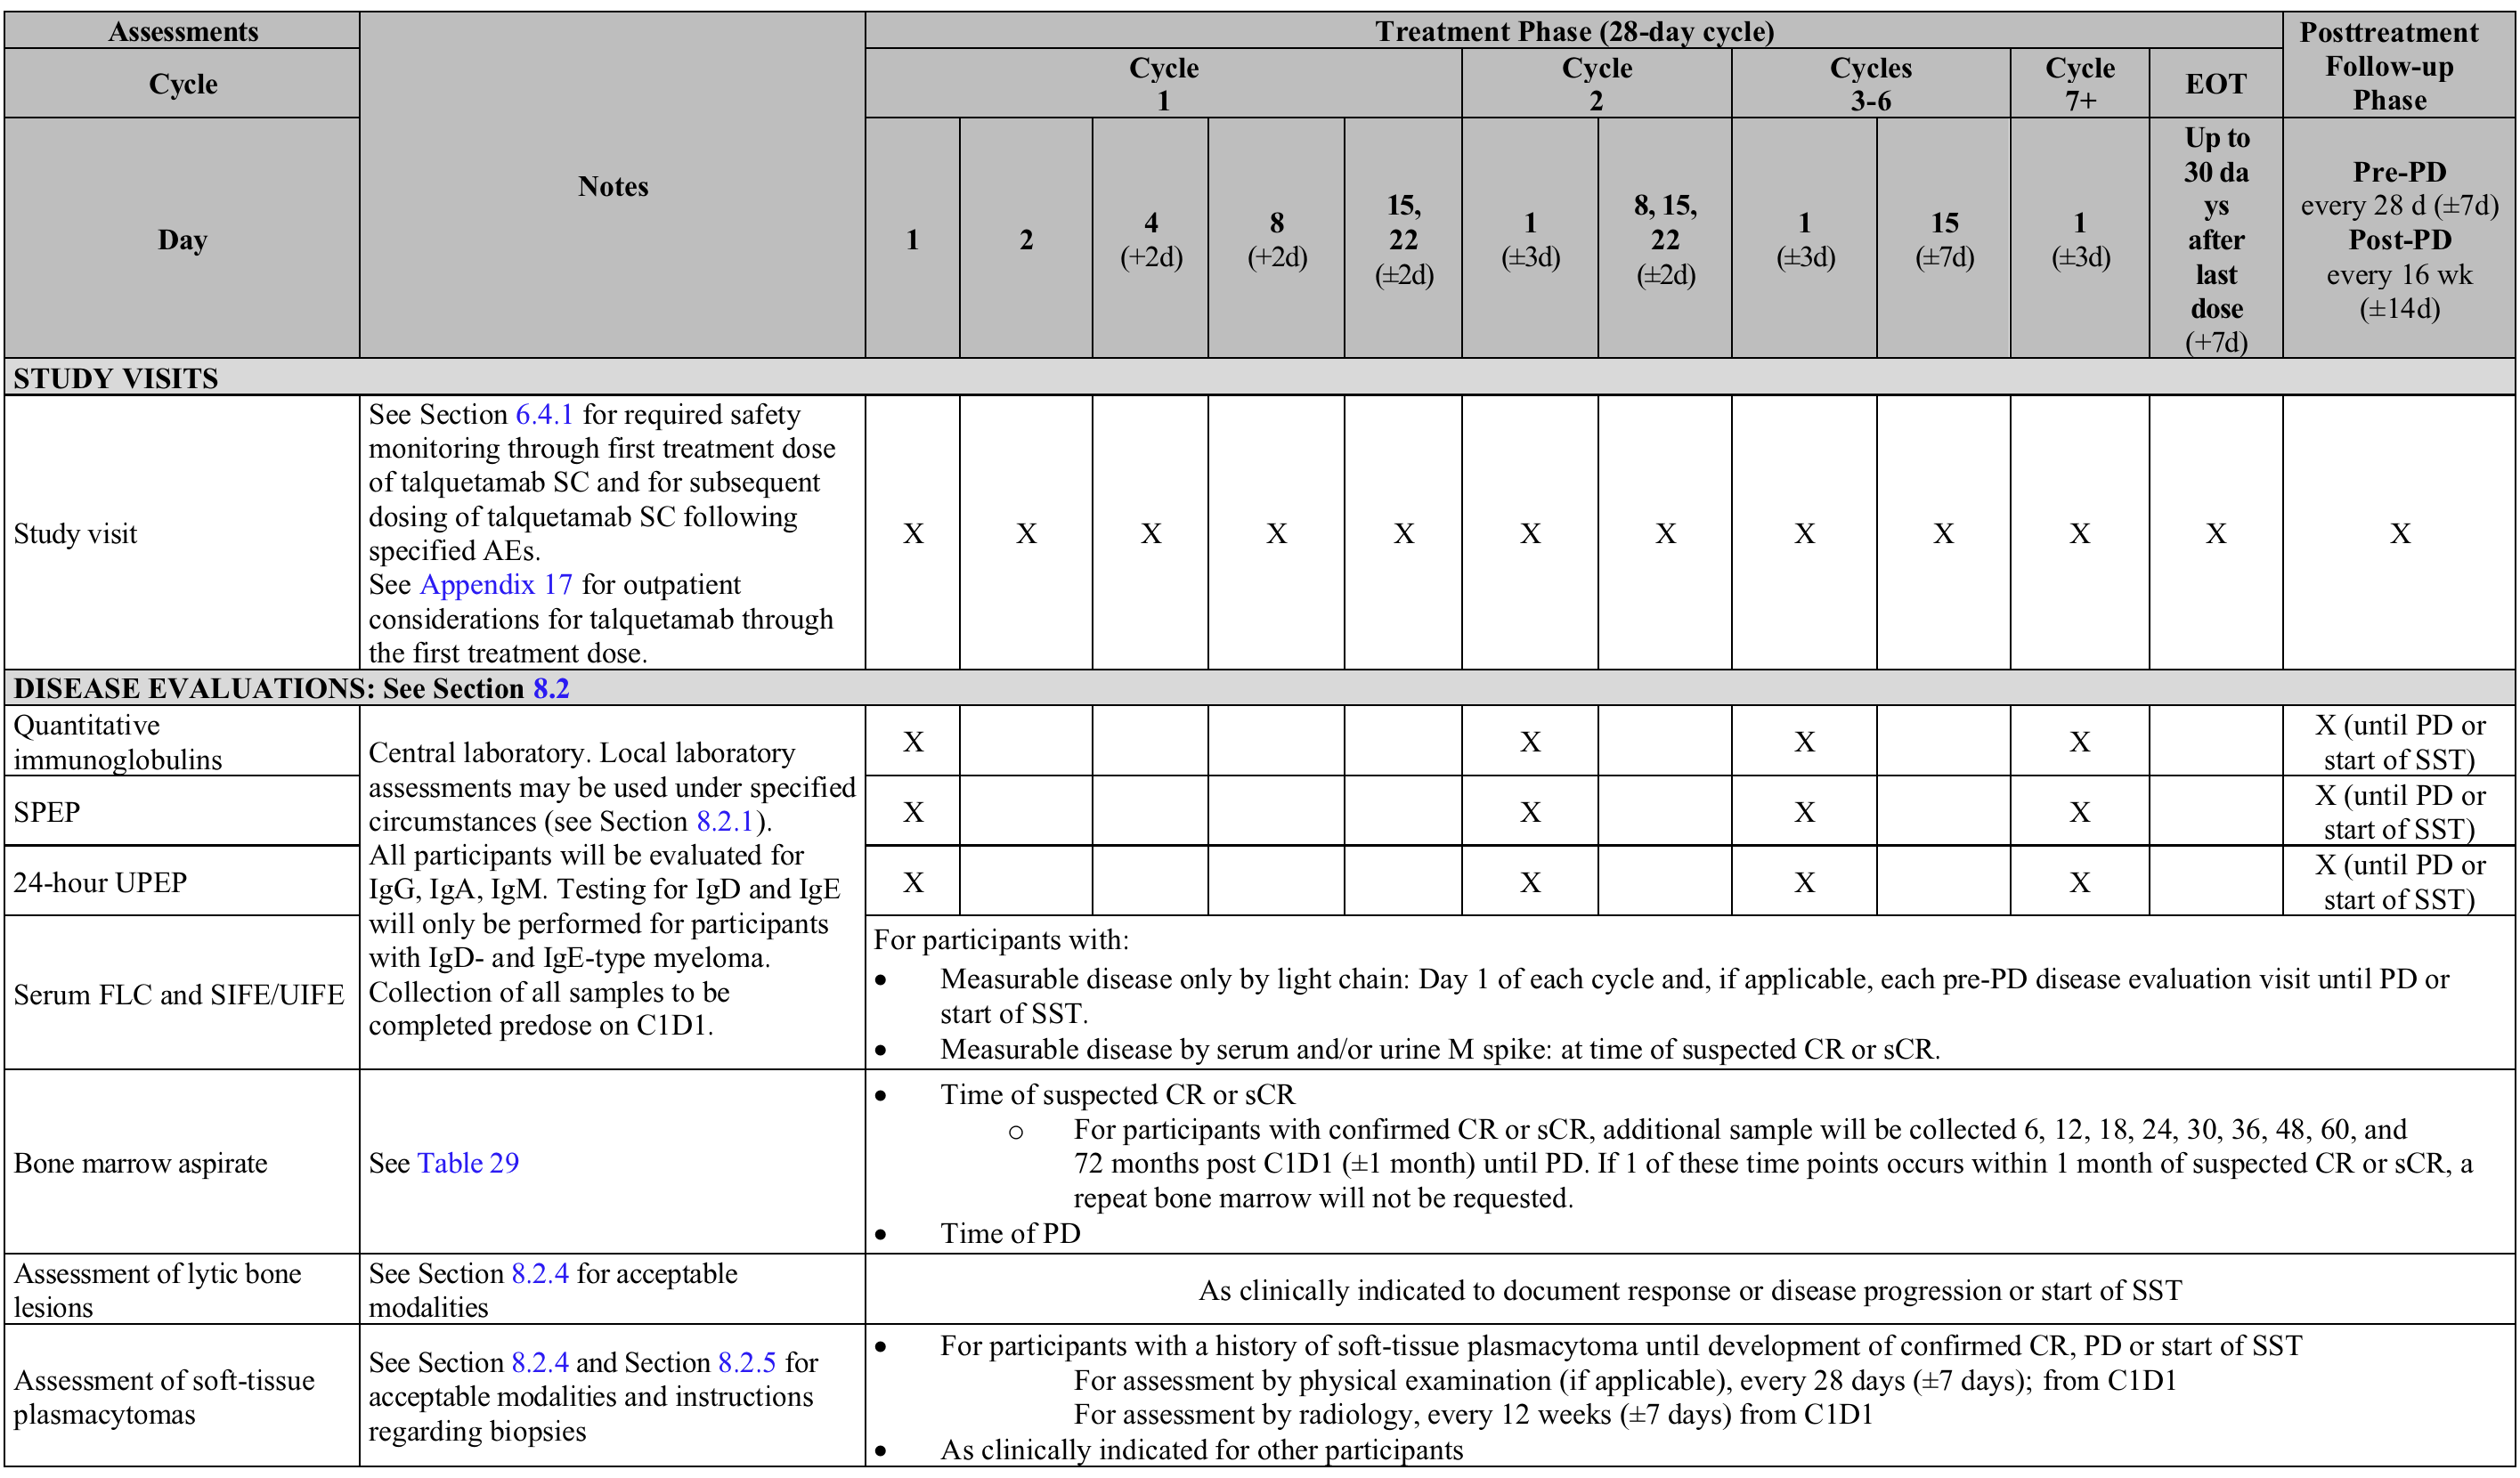 Assessments
Notes
Treatment Phase (28-day cycle)
Posttreatment
Follow-up
Phase
Cycle
Cycle
1
Cycle
2
Cycles
3-6
Cycle
7+
EOT
Day
1
2
4
(+2d)
8
(+2d)
15,
22
(±2d)
1
(±3d)
8, 15,
22
(±2d)
1
(±3d)
15
(±7d)
1
(±3d)
Up to
30 da
ys
after
last
dose
(+7d)
Pre-PD
every 28 d (±7d)
Post-PD
every 16 wk
(±14d)
STUDY VISITS
Study visit
See Section 6.4.1 for required safety
monitoring through first treatment dose
of talquetamab SC and for subsequent
dosing of talquetamab SC following
specified AEs.
See Appendix 17 for outpatient
considerations for talquetamab through
the first treatment dose.
X X X X X X X X X X X X
DISEASE EVALUATIONS: See Section 8.2
Quantitative
immunoglobulins
Central laboratory. Local laboratory
assessments may be used under specified
circumstances (see Section 8.2.1).
All participants will be evaluated for
IgG, IgA, IgM. Testing for IgD and IgE
will only be performed for participants
with IgD- and IgE-type myeloma.
Collection of all samples to be
completed predose on C1D1.
X X X X
X (until PD or
start of SST)
SPEP
X X X X
X (until PD or
start of SST)
24-hour UPEP
X X X X
X (until PD or
start of SST)
Serum FLC and SIFE/UIFE
For participants with:
• Measurable disease only by light chain: Day 1 of each cycle and, if applicable, each pre-PD disease evaluation visit until PD or
start of SST.
• Measurable disease by serum and/or urine M spike: at time of suspected CR or sCR.
Bone marrow aspirate
See Table 29
• Time of suspected CR or sCR
o For participants with confirmed CR or sCR, additional sample will be collected 6, 12, 18, 24, 30, 36, 48, 60, and
72 months post C1D1 (±1 month) until PD. If 1 of these time points occurs within 1 month of suspected CR or sCR, a
repeat bone marrow will not be requested.
• Time of PD
Assessment of lytic bone
lesions
See Section 8.2.4 for acceptable
modalities
As clinically indicated to document response or disease progression or start of SST
Assessment of soft-tissue
plasmacytomas
See Section 8.2.4 and Section 8.2.5 for
acceptable modalities and instructions
regarding biopsies
• For participants with a history of soft-tissue plasmacytoma until development of confirmed CR, PD or start of SST
For assessment by physical examination (if applicable), every 28 days (±7 days); from C1D1
For assessment by radiology, every 12 weeks (±7 days) from C1D1
• As clinically indicated for other participants